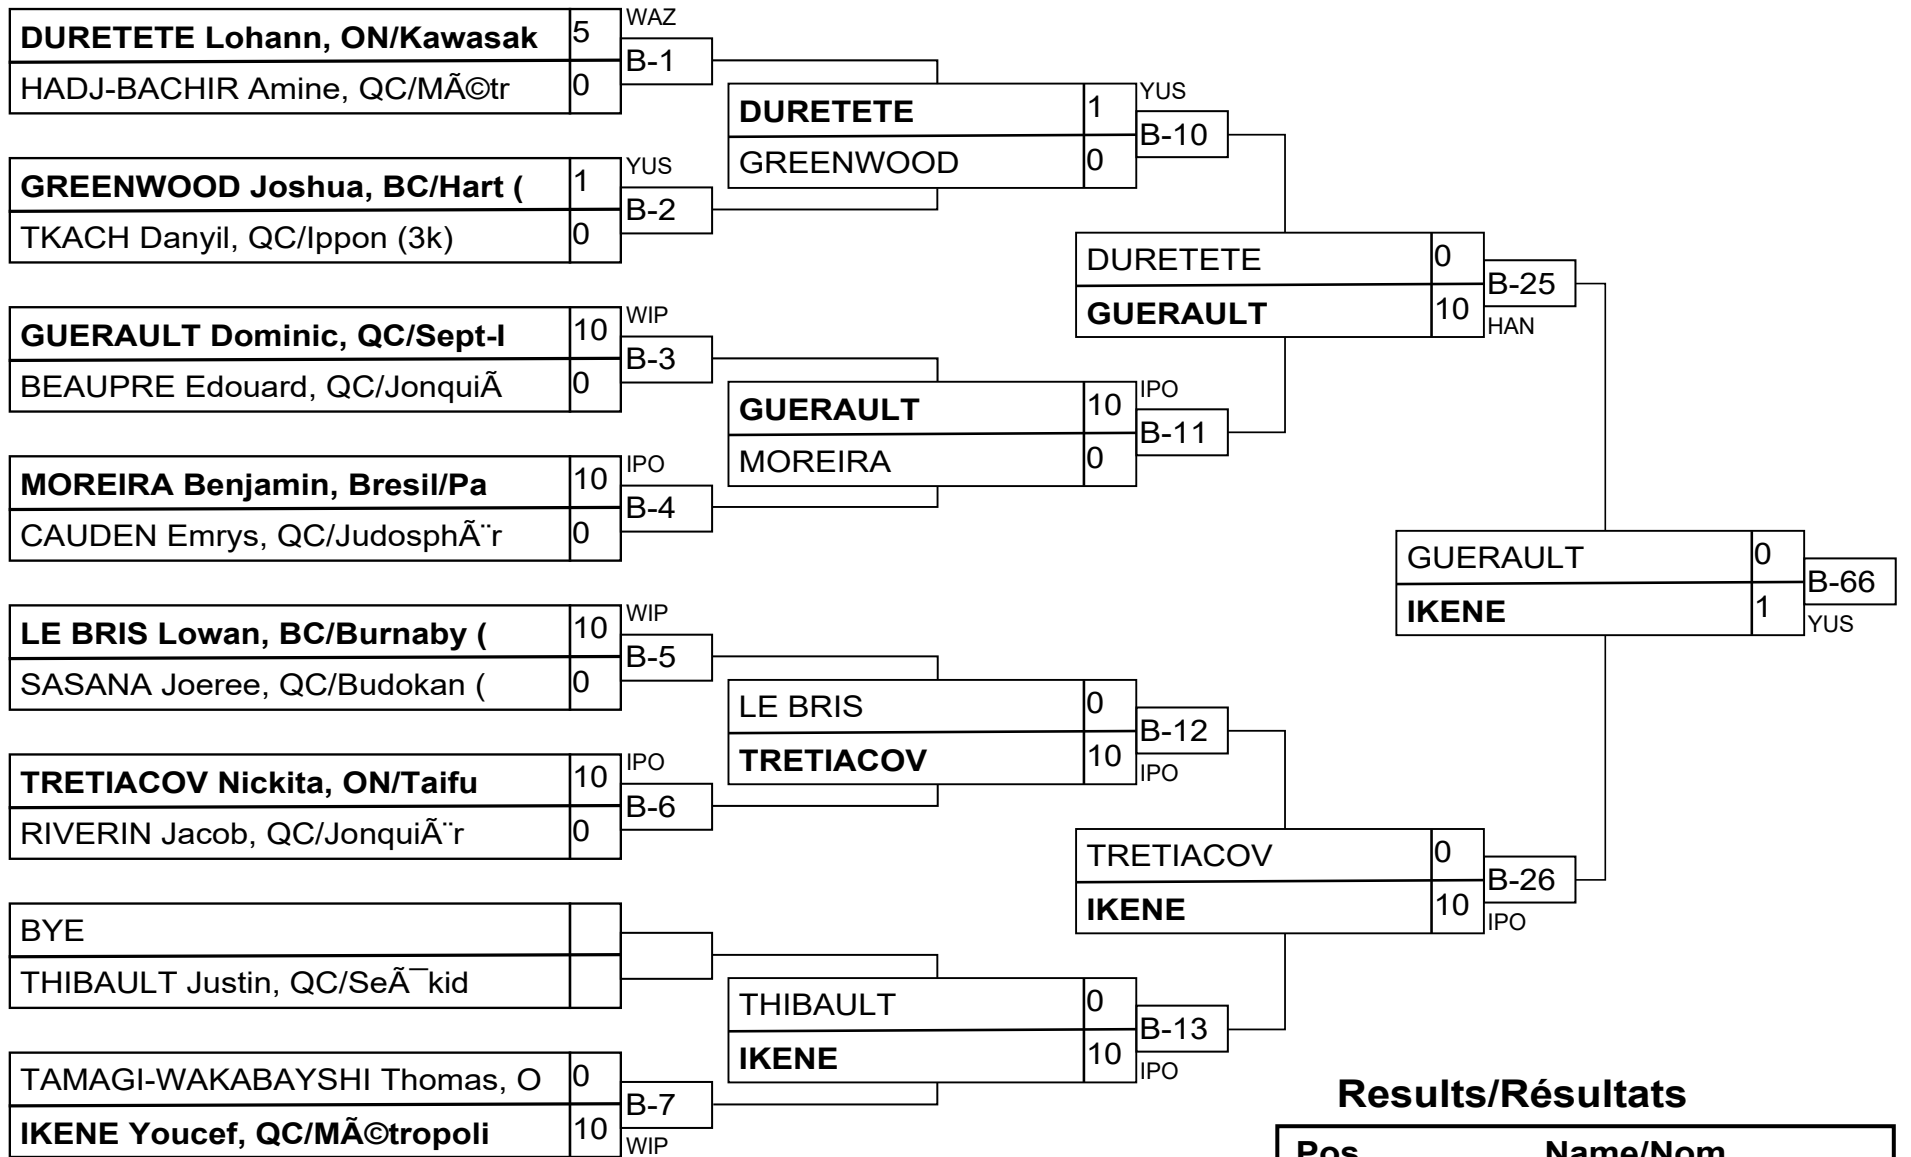 DURETETE Lohann, ON/Kawasak 5 WAZ
B-1
HADJ-BACHIR Amine, QC/MÃ©tr 0
GREENWOOD Joshua, BC/Hart ( 1 YUS
B-2
TKACH Danyil, QC/Ippon (3k) 0
GUERAULT Dominic, QC/Sept-I 10 WIP
B-3
BEAUPRE Edouard, QC/JonquiÃ 0
MOREIRA Benjamin, Bresil/Pa 10 IPO
B-4
CAUDEN Emrys, QC/JudosphÃ¨r 0
LE BRIS Lowan, BC/Burnaby ( 10 WIP
B-5
SASANA Joeree, QC/Budokan ( 0
TRETIACOV Nickita, ON/Taifu 10 IPO
B-6
RIVERIN Jacob, QC/JonquiÃ¨r 0
BYE
THIBAULT Justin, QC/SeÃ¯kid
TAMAGI-WAKABAYSHI Thomas, O 0
B-7
IKENE Youcef, QC/MÃ©tropoli 10 WIP
DURETETE 1 YUS
B-10
GREENWOOD 0
GUERAULT 10 IPO
B-11
MOREIRA 0
LE BRIS 0
B-12
TRETIACOV 10 IPO
THIBAULT 0
B-13
IKENE 10 IPO
DURETETE 0
B-25
GUERAULT 10 HAN
TRETIACOV 0
B-26
IKENE 10 IPO
GUERAULT 0
B-66
IKENE 1 YUS
Results/Résultats
Pos Name/Nom